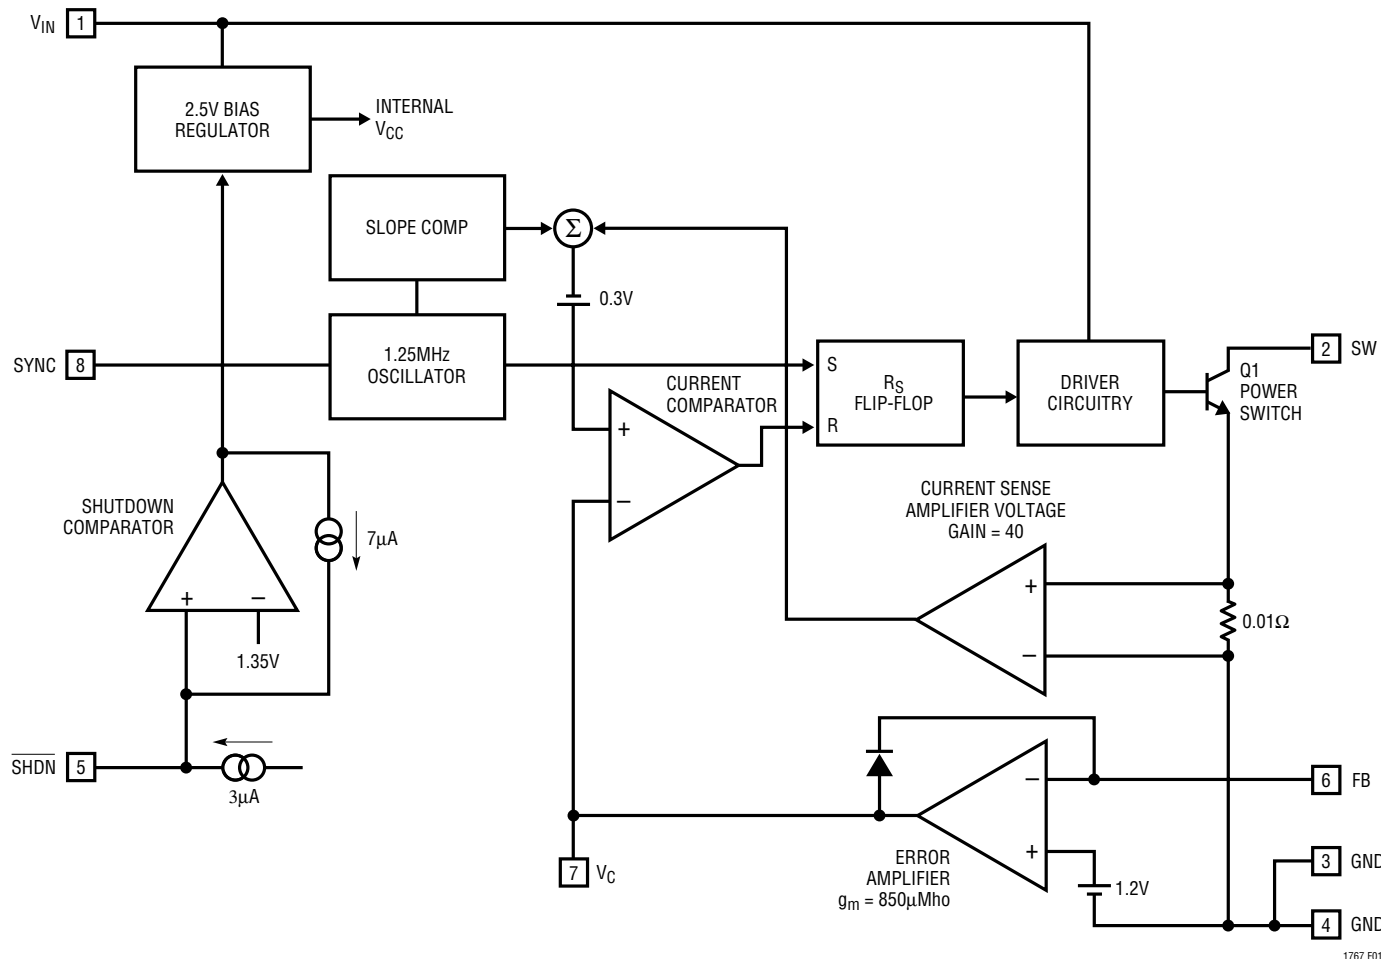 VIN 1
2.5V BIAS
REGULATOR
INTERNAL
VCC
SLOPE COMP
Σ
0.3V
SYNC 8
1.25MHz
OSCILLATOR
CURRENT
COMPARATOR
+
–
S
R
RS
FLIP-FLOP
DRIVER
CIRCUITRY
2 SW
Q1
POWER
SWITCH
SHUTDOWN
COMPARATOR
+ –
1.35V
7µA
CURRENT SENSE
AMPLIFIER VOLTAGE
GAIN = 40
+
–
0.01Ω
SHDN 5
3µA
7 VC
ERROR
AMPLIFIER
gm = 850µMho
–
+
1.2V
6 FB
3 GND
4 GND
1767 F01